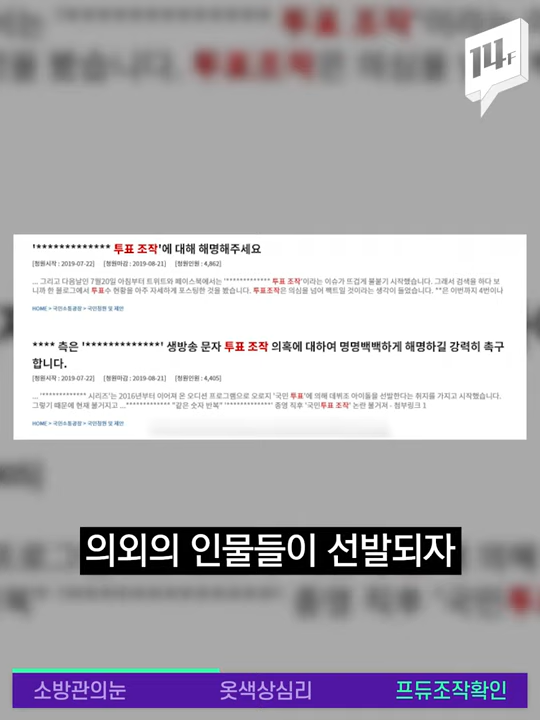 14F
'************* 투표 조작'에 대해 해명해주세요
[청원시작 : 2019-07-22] [청원마감 : 2019-08-21] [청원인원 : 4,862]
... 그리고 다음날인 7월20일 아침부터 트위트와 페이스북에서는 '************* 투표 조작'이라는 이슈가 뜨겁게 불붙기 시작했습니다. 그래서 검색을 하다 보
니까 한 블로그에서 투표수 현황을 아주 자세하게 포스팅한 것을 봤습니다. 투표조작은 의심을 넘어 팩트일 것이라는 생각이 들었습니다. **은 이번까지 4번이나
HOME > 국민소통광장 > 국민청원 및 제안
**** 측은 '*************' 생방송 문자 투표 조작 의혹에 대하여 명명백백하게 해명하길 강력히 촉구
합니다.
[청원시작 : 2019-07-22] [청원마감 : 2019-08-21] [청원인원 : 4,405]
... '************* 시리즈'는 2016년부터 이어져 온 오디션 프로그램으로 오로지 '국민 투표'에 의해 데뷔조 아이돌을 선발한다는 취지를 가지고 시작했습니다.
그렇기 때문에 현재 불거지고 ...************* "같은 숫자 반복" '*************' 종영 직후 '국민투표 조작' 논란 불거져 - 첨부링크 1
HOME > 국민소통광장 > 국민청원 및 제안
의외의 인물들이 선발되자
소방관의눈 옷색상심리 프듀조작확인